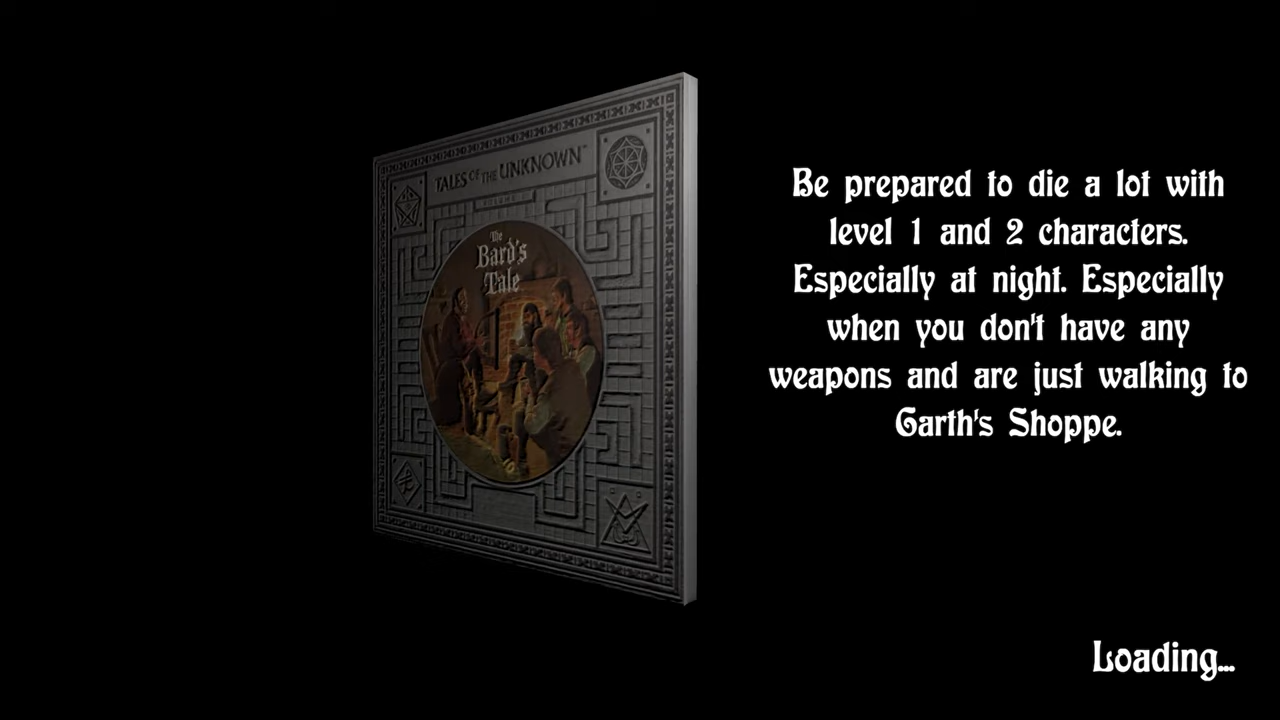 TALES OF THE UNKNOWN
The
Bard's
Tale
Be prepared to die a lot with
level 1 and 2 characters.
Especially at night. Especially
when you don't have any
weapons and are just walking to
Garth's Shoppe.
Loading...